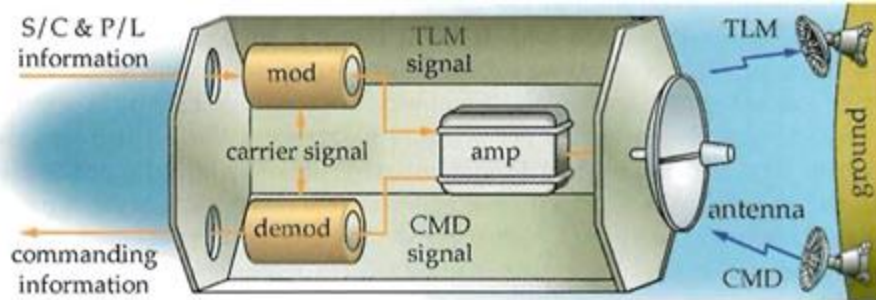 S/C & P/L
information
mod
TLM
signal
TLM
carrier signal
amp
demod
CMD
signal
antenna
ground
commanding
information
CMD